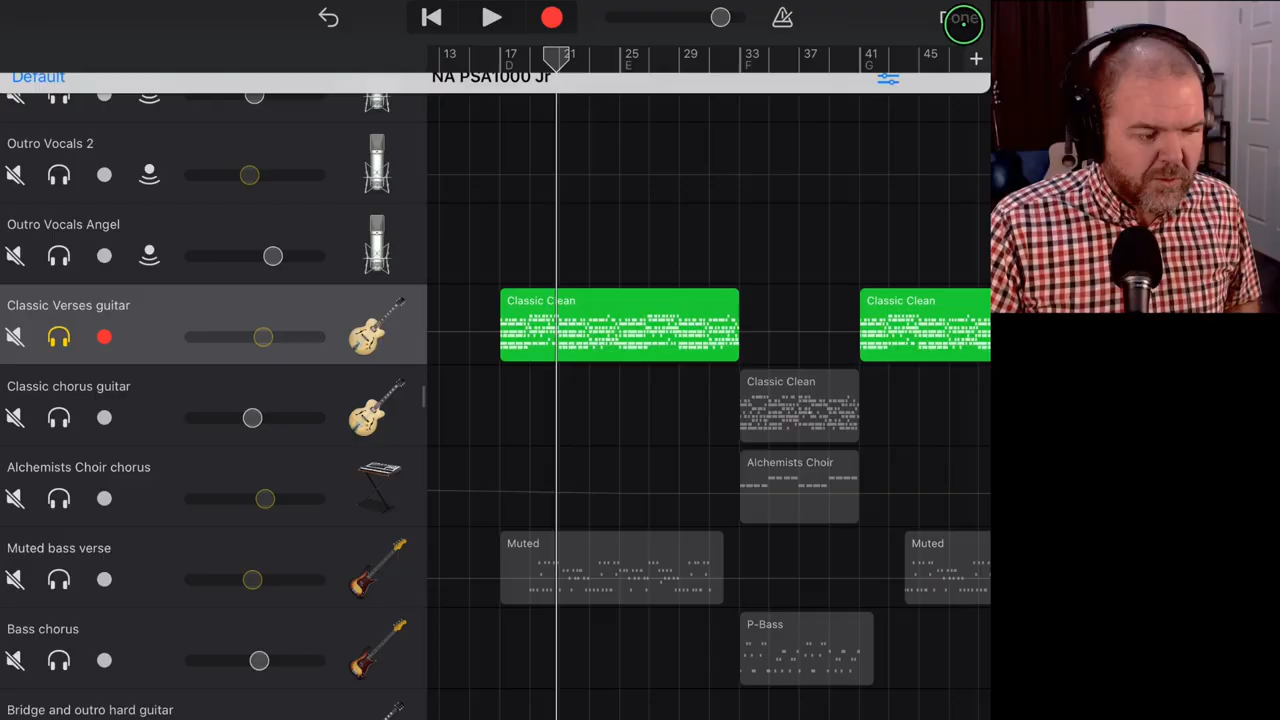 Done
13 17 21 25 29 33 37 41 45
D E F G
Default
NA PSA1000 Jr
Outro Vocals 2
Outro Vocals Angel
Classic Verses guitar
Classic Clean
Classic Clean
Classic chorus guitar
Classic Clean
Alchemists Choir chorus
Alchemists Choir
Muted bass verse
Muted
Muted
Bass chorus
P-Bass
Bridge and outro hard guitar